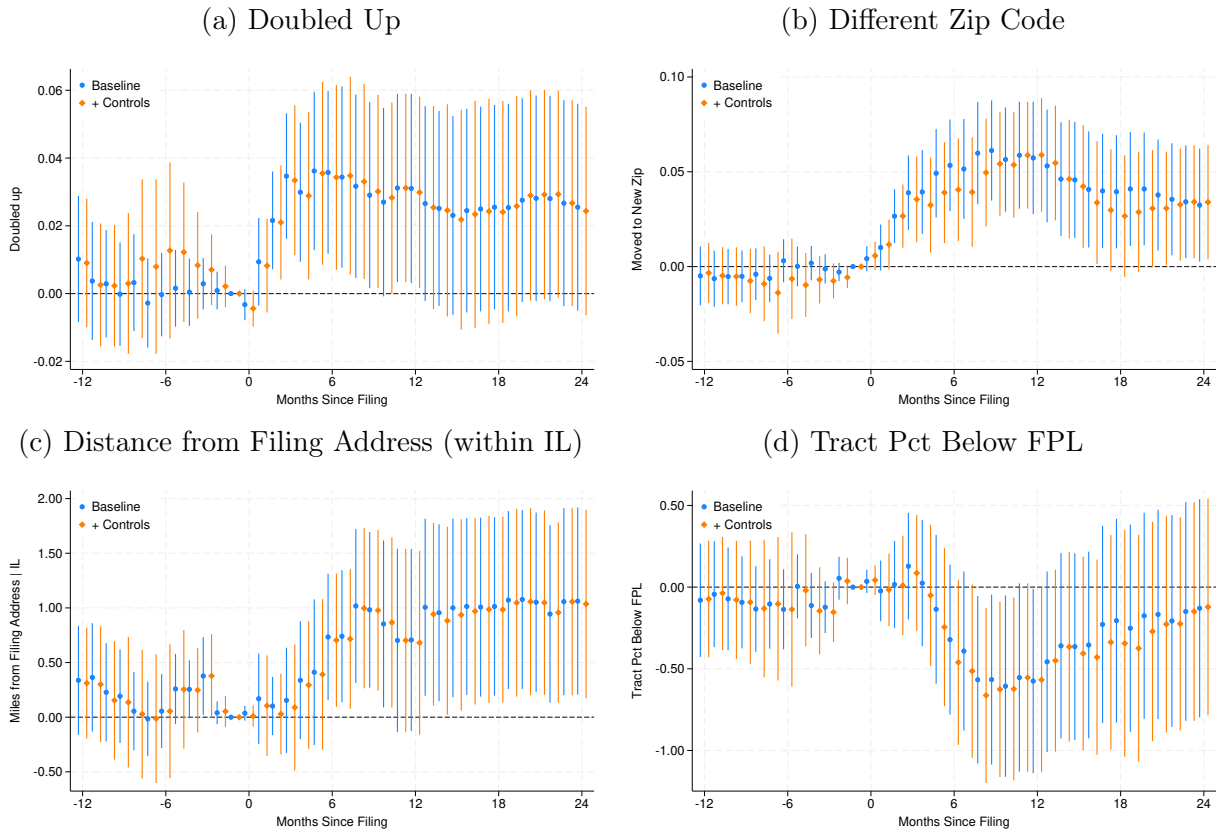 (a) Doubled Up
Baseline
+ Controls
0.06
0.04
0.02
0.00
-0.02
Doubled up
-12 -6 0 6 12 18 24
Months Since Filing
(b) Different Zip Code
Baseline
+ Controls
0.10
0.05
0.00
-0.05
Moved to New Zip
-12 -6 0 6 12 18 24
Months Since Filing
(c) Distance from Filing Address (within IL)
Baseline
+ Controls
2.00
1.50
1.00
0.50
0.00
-0.50
Miles from Filing Address | IL
-12 -6 0 6 12 18 24
Months Since Filing
(d) Tract Pct Below FPL
Baseline
+ Controls
0.50
0.00
-0.50
-1.00
Tract Pct Below FPL
-12 -6 0 6 12 18 24
Months Since Filing